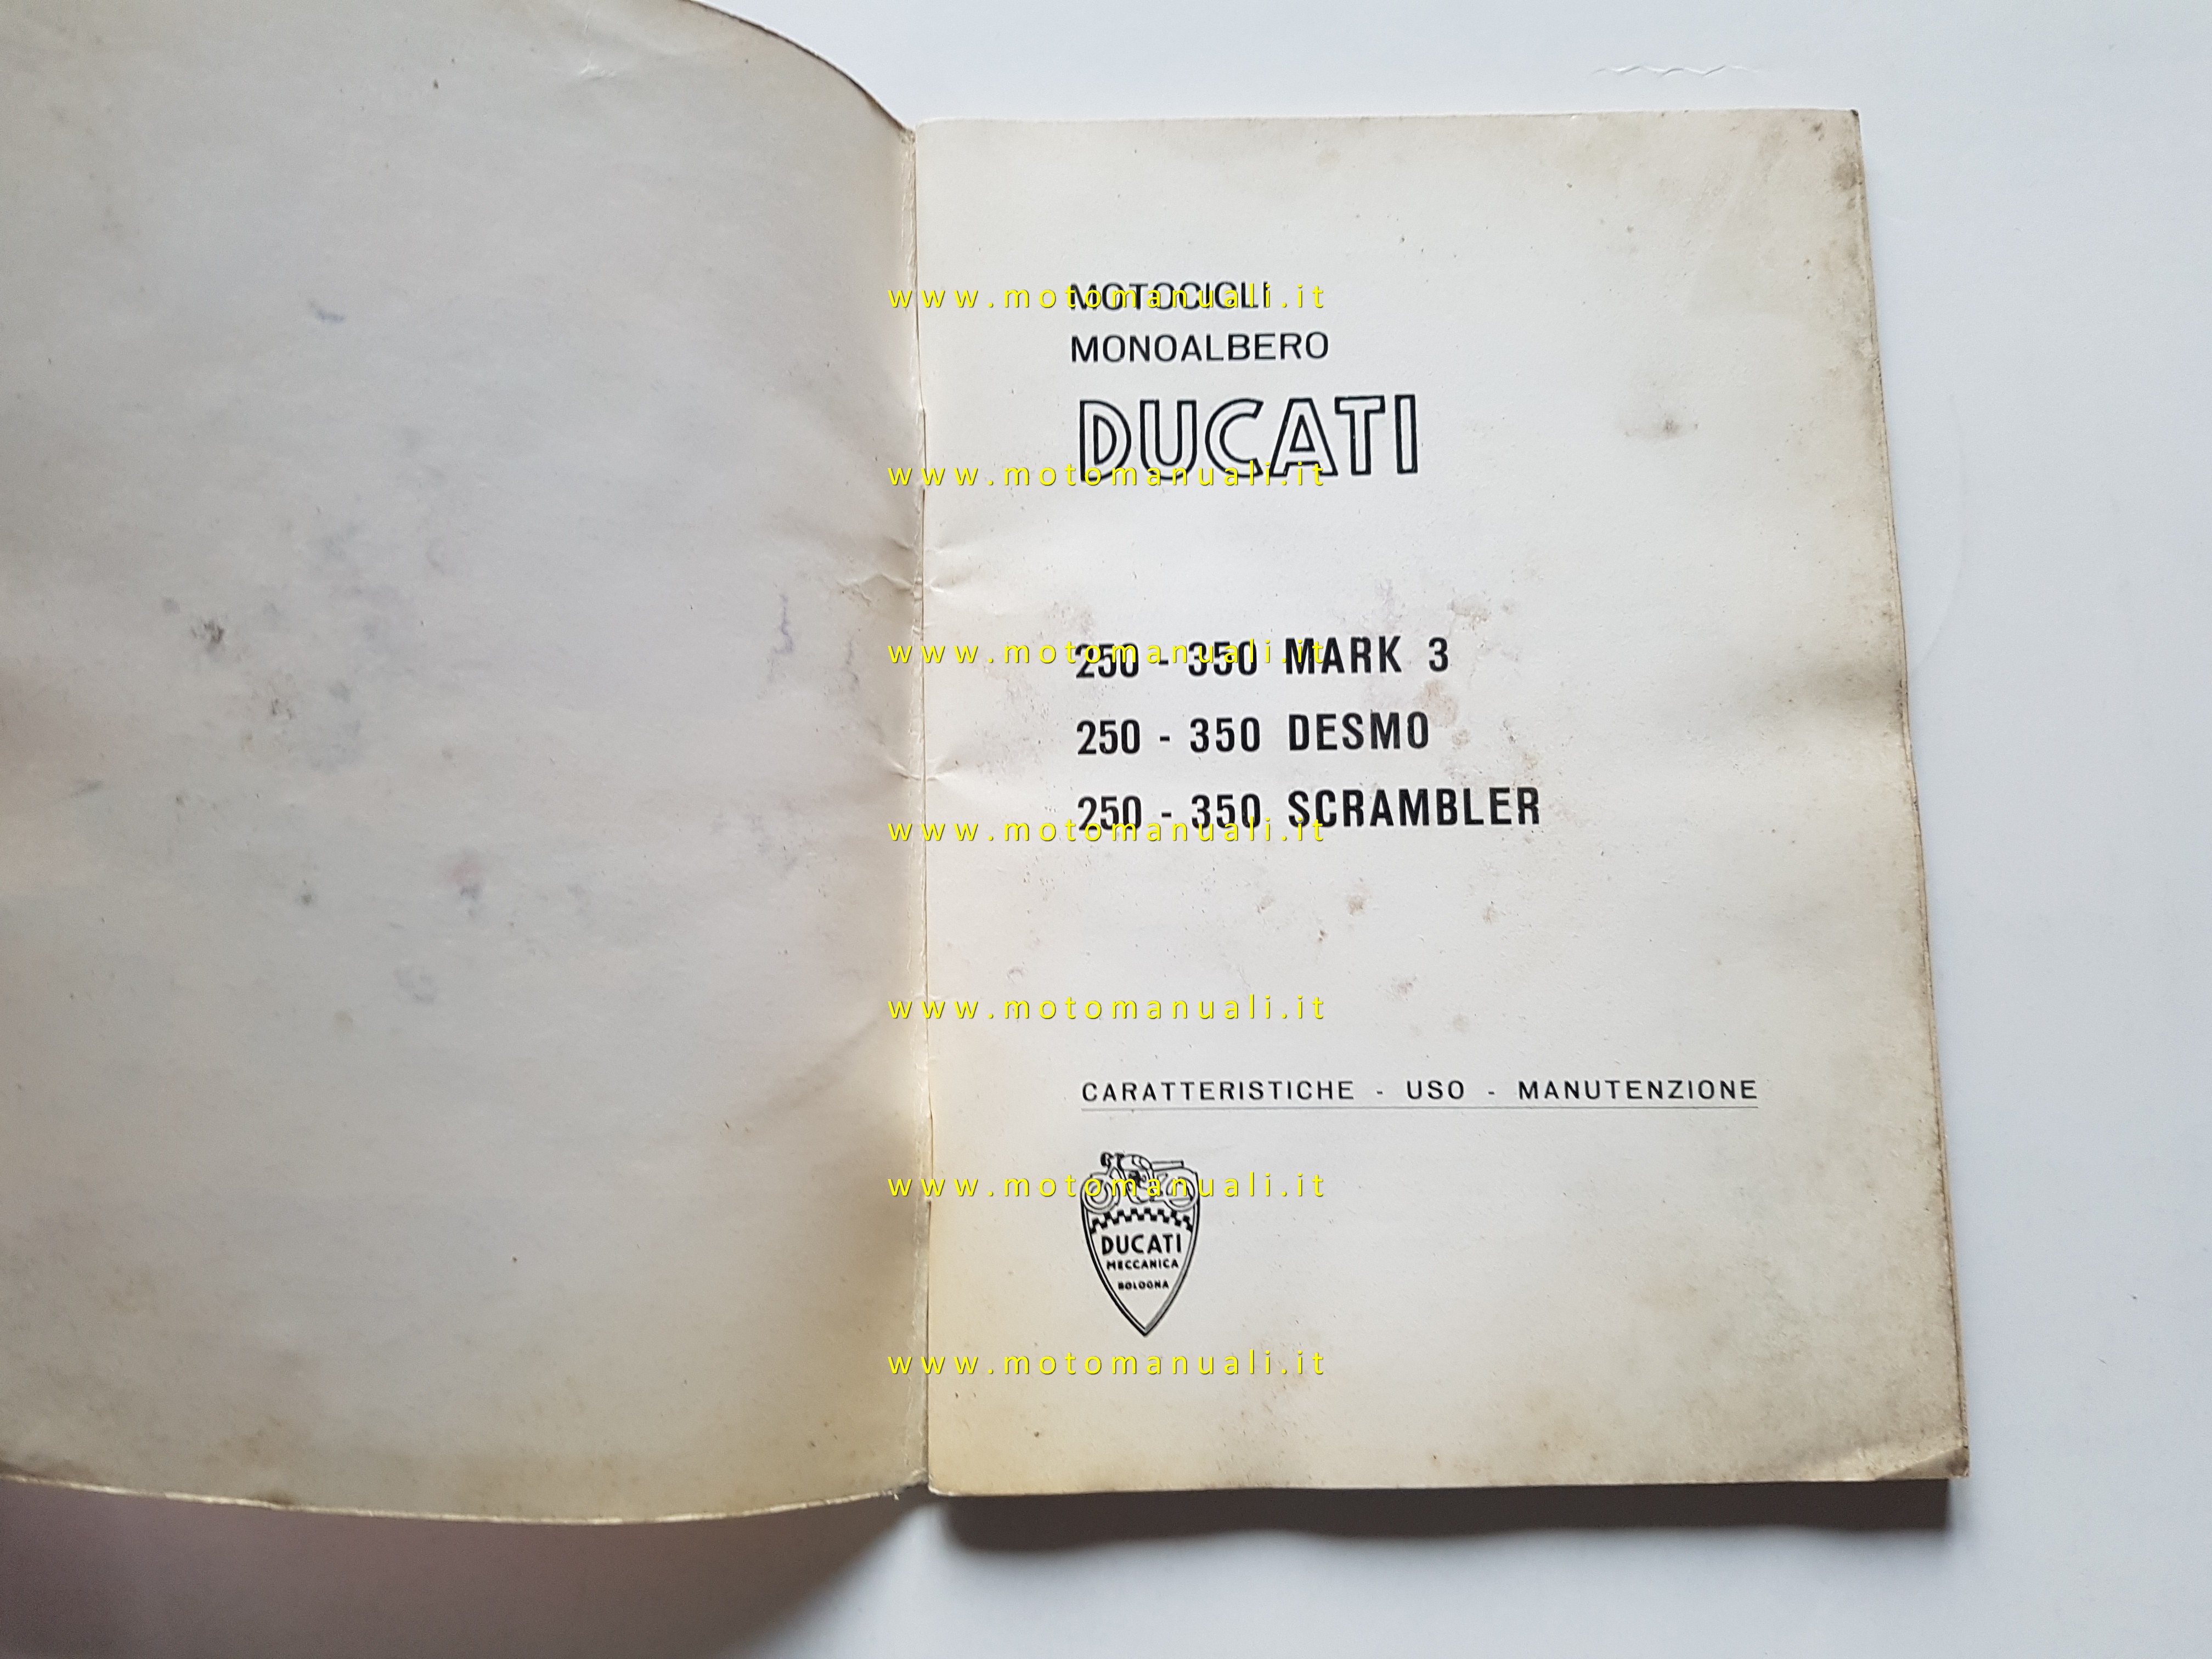 MOTOCICLI
www.motomanuali.it
MONOALBERO
DUCATI
www.motomanuali.it
250 - 350 MARK 3
www.motomanuali.it
250 - 350 DESMO
250 - 350 SCRAMBLER
www.motomanuali.it
www.motomanuali.it
CARATTERISTICHE - USO - MANUTENZIONE
www.motomanuali.it
DUCATI
MECCANICA
BOLOGNA
www.motomanuali.it